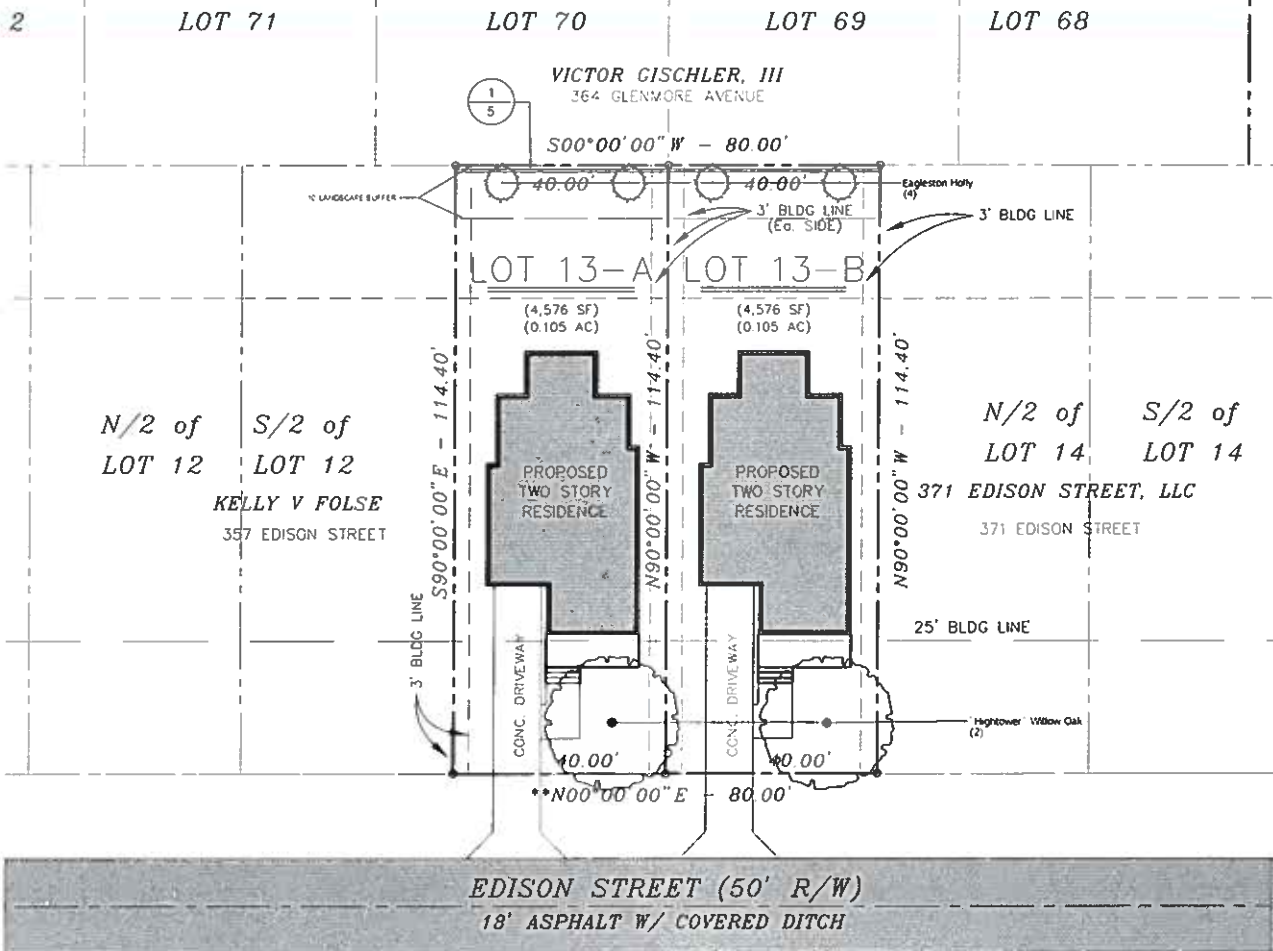 2
LOT 71
LOT 70
LOT 69
LOT 68
VICTOR GISCHLER, III
364 GLENMORE AVENUE
1
5
S00°00'00" W - 80.00'
40.00'
40.00'
Eagleston Holly
(4)
LANDSCAPE BUFFER
3' BLDG LINE
(Ea. SIDE)
3' BLDG LINE
LOT 13-A
LOT 13-B
(4,576 SF)
(0.105 AC)
(4,576 SF)
(0.105 AC)
S90°00'00" E - 114.40'
N90°00'00" W - 114.40'
N90°00'00" W - 114.40'
N/2 of
LOT 12
S/2 of
LOT 12
KELLY V FOLSE
357 EDISON STREET
PROPOSED
TWO STORY
RESIDENCE
PROPOSED
TWO STORY
RESIDENCE
N/2 of
LOT 14
S/2 of
LOT 14
371 EDISON STREET, LLC
371 EDISON STREET
3' BLDG LINE
25' BLDG LINE
CONC. DRIVEWAY
CONC. DRIVEWAY
'Hightower' Willow Oak
(2)
40.00'
40.00'
**N00°00'00" E - 80.00'
EDISON STREET (50' R/W)
18' ASPHALT W/ COVERED DITCH